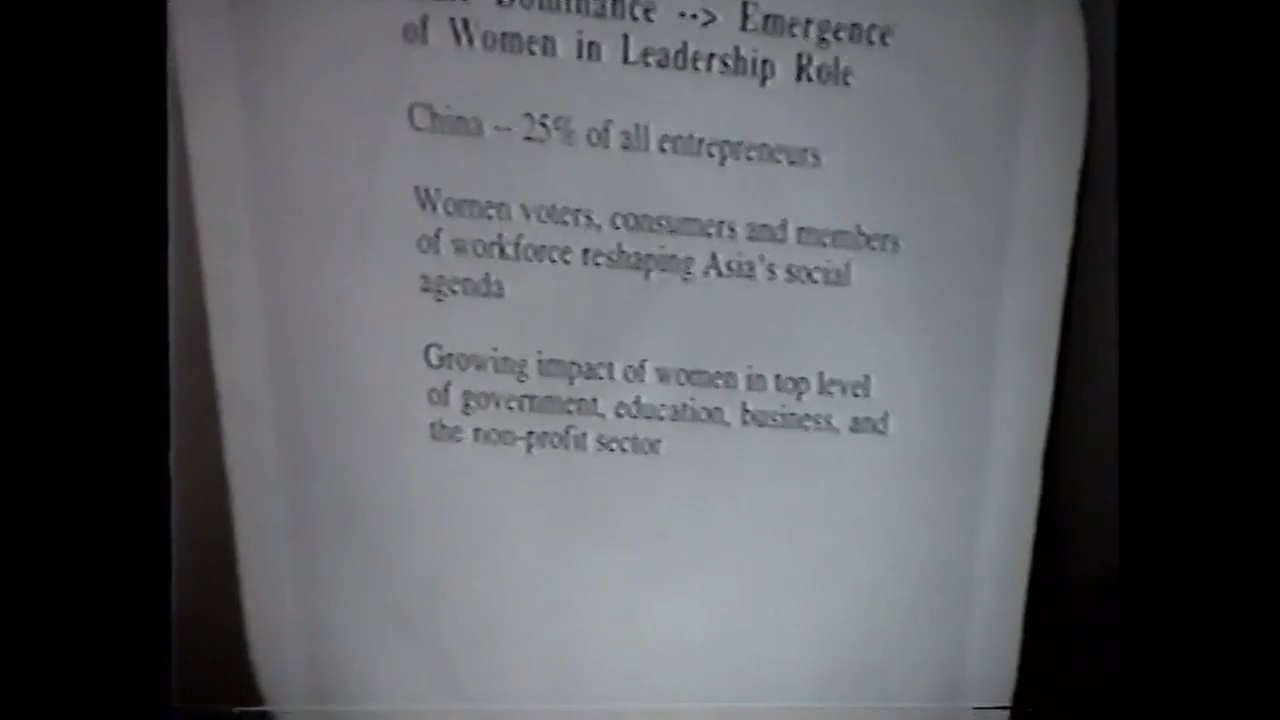 Dominance --> Emergence
of Women in Leadership Role
China -- 25% of all entrepreneurs
Women voters, consumers and members
of workforce reshaping Asia's social
agenda
Growing impact of women in top level
of government, education, business, and
the non-profit sector